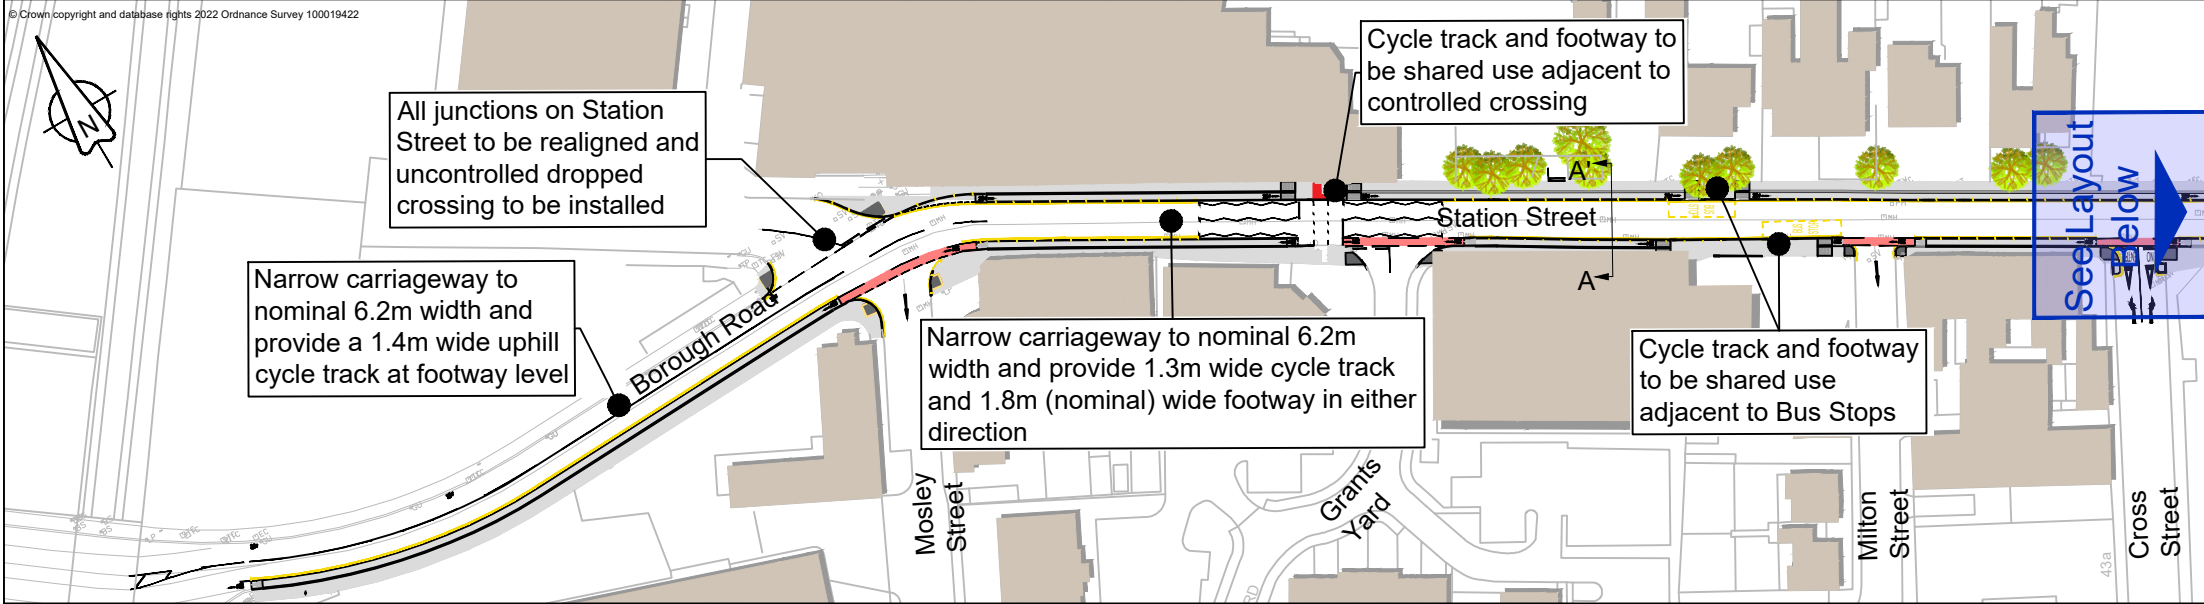 © Crown copyright and database rights 2022 Ordnance Survey 100019422
N
All junctions on Station
Street to be realigned and
uncontrolled dropped
crossing to be installed
Cycle track and footway to
be shared use adjacent to
controlled crossing
Narrow carriageway to
nominal 6.2m width and
provide a 1.4m wide uphill
cycle track at footway level
Narrow carriageway to nominal 6.2m
width and provide 1.3m wide cycle track
and 1.8m (nominal) wide footway in either
direction
Cycle track and footway
to be shared use
adjacent to Bus Stops
See Layout
Below
Station Street
A'
A
Borough Road
Mosley
Street
Grants
Yard
Milton
Street
Cross
Street
43a